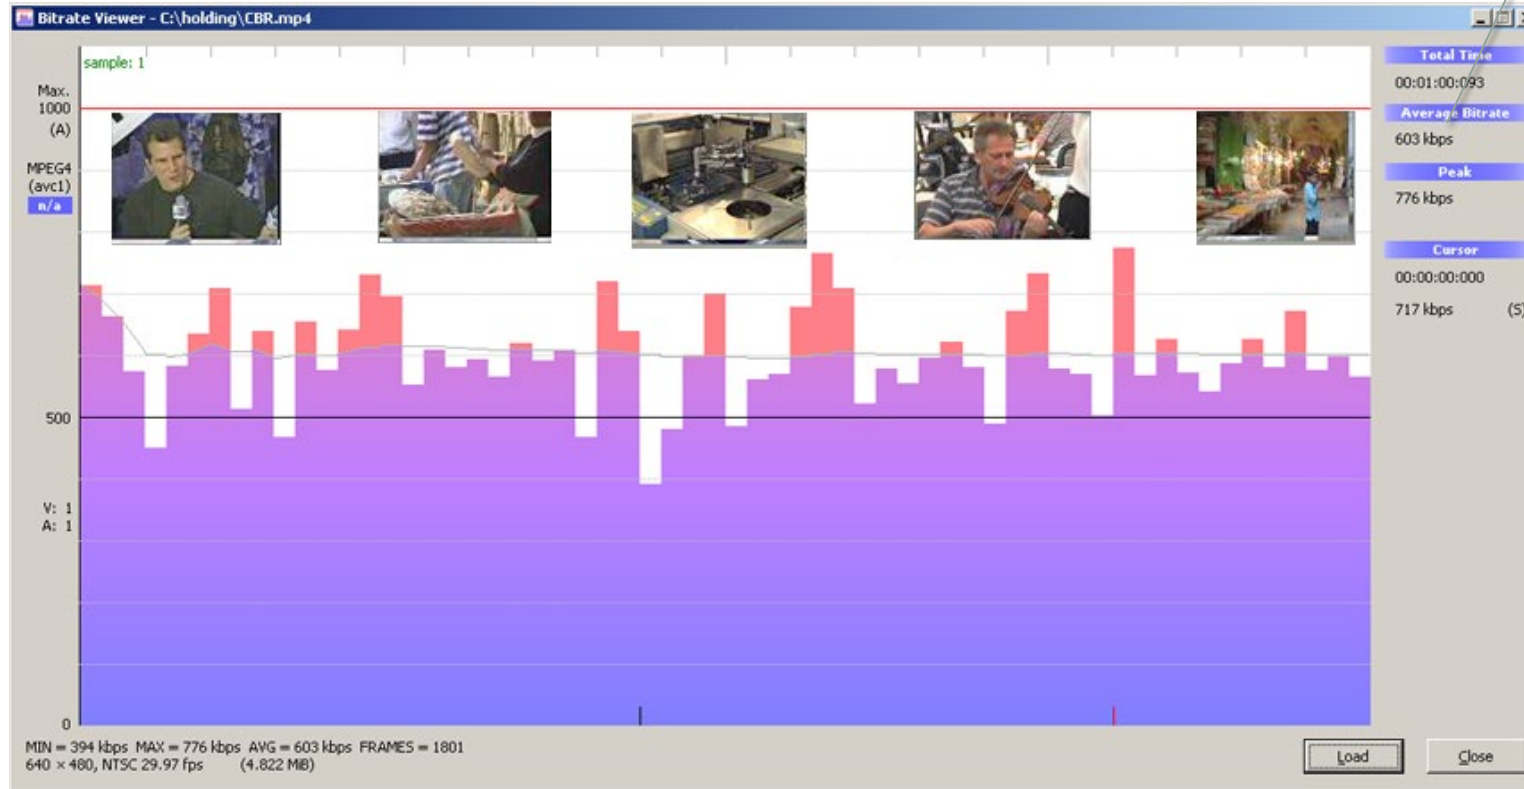 Bitrate Viewer - C:\holding\CBR.mp4
sample: 1
Max.
1000
(A)
MPEG4
(avc1)
n/a
500
V: 1
A: 1
0
Total Time
00:01:00:093
Average Bitrate
603 kbps
Peak
776 kbps
Cursor
00:00:00:000
717 kbps (S)
MIN = 394 kbps MAX = 776 kbps AVG = 603 kbps FRAMES = 1801
640 × 480, NTSC 29.97 fps (4.822 MiB)
Load
Close